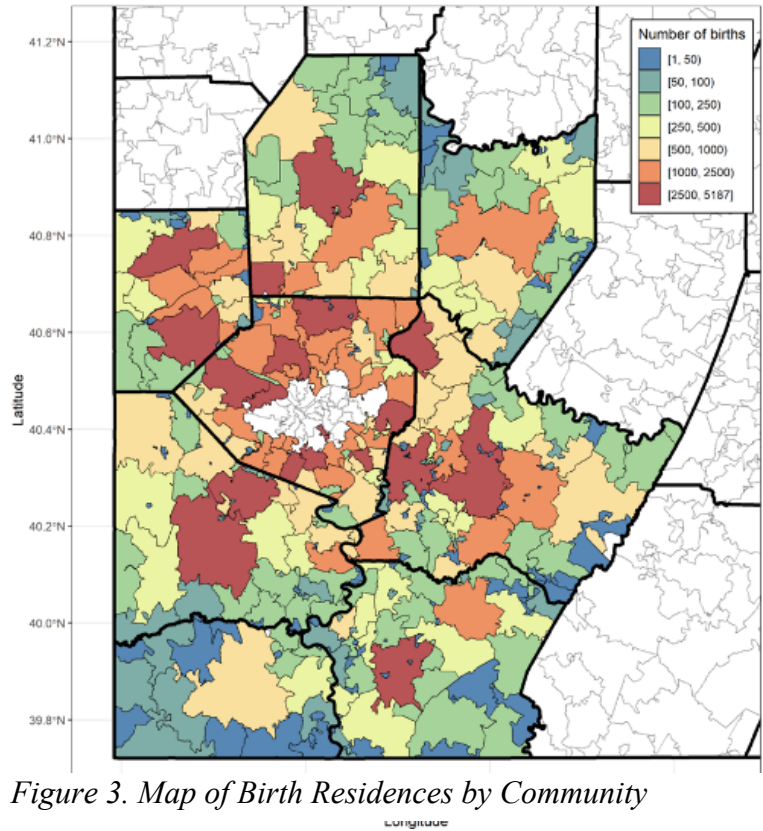 41.2°N
41.0°N
40.8°N
40.6°N
40.4°N
40.2°N
40.0°N
39.8°N
Latitude
Number of births
[1, 50)
[50, 100)
[100, 250)
[250, 500)
[500, 1000)
[1000, 2500)
[2500, 5187]
Figure 3. Map of Birth Residences by Community
Longitude